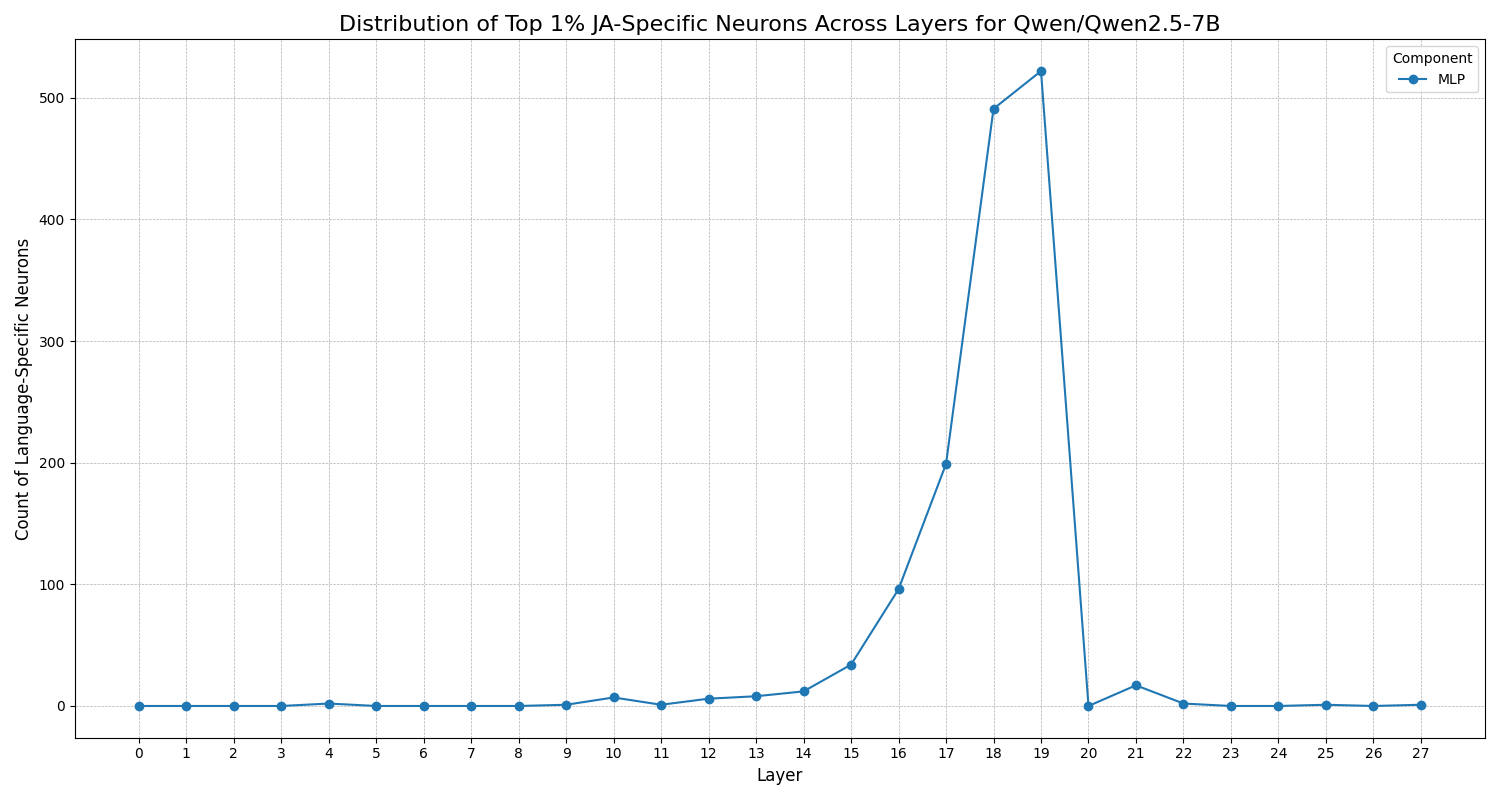 Distribution of Top 1% JA-Specific Neurons Across Layers for Qwen/Qwen2.5-7B
Component
MLP
Count of Language-Specific Neurons
500
400
300
200
100
0
0 1 2 3 4 5 6 7 8 9 10 11 12 13 14 15 16 17 18 19 20 21 22 23 24 25 26 27
Layer